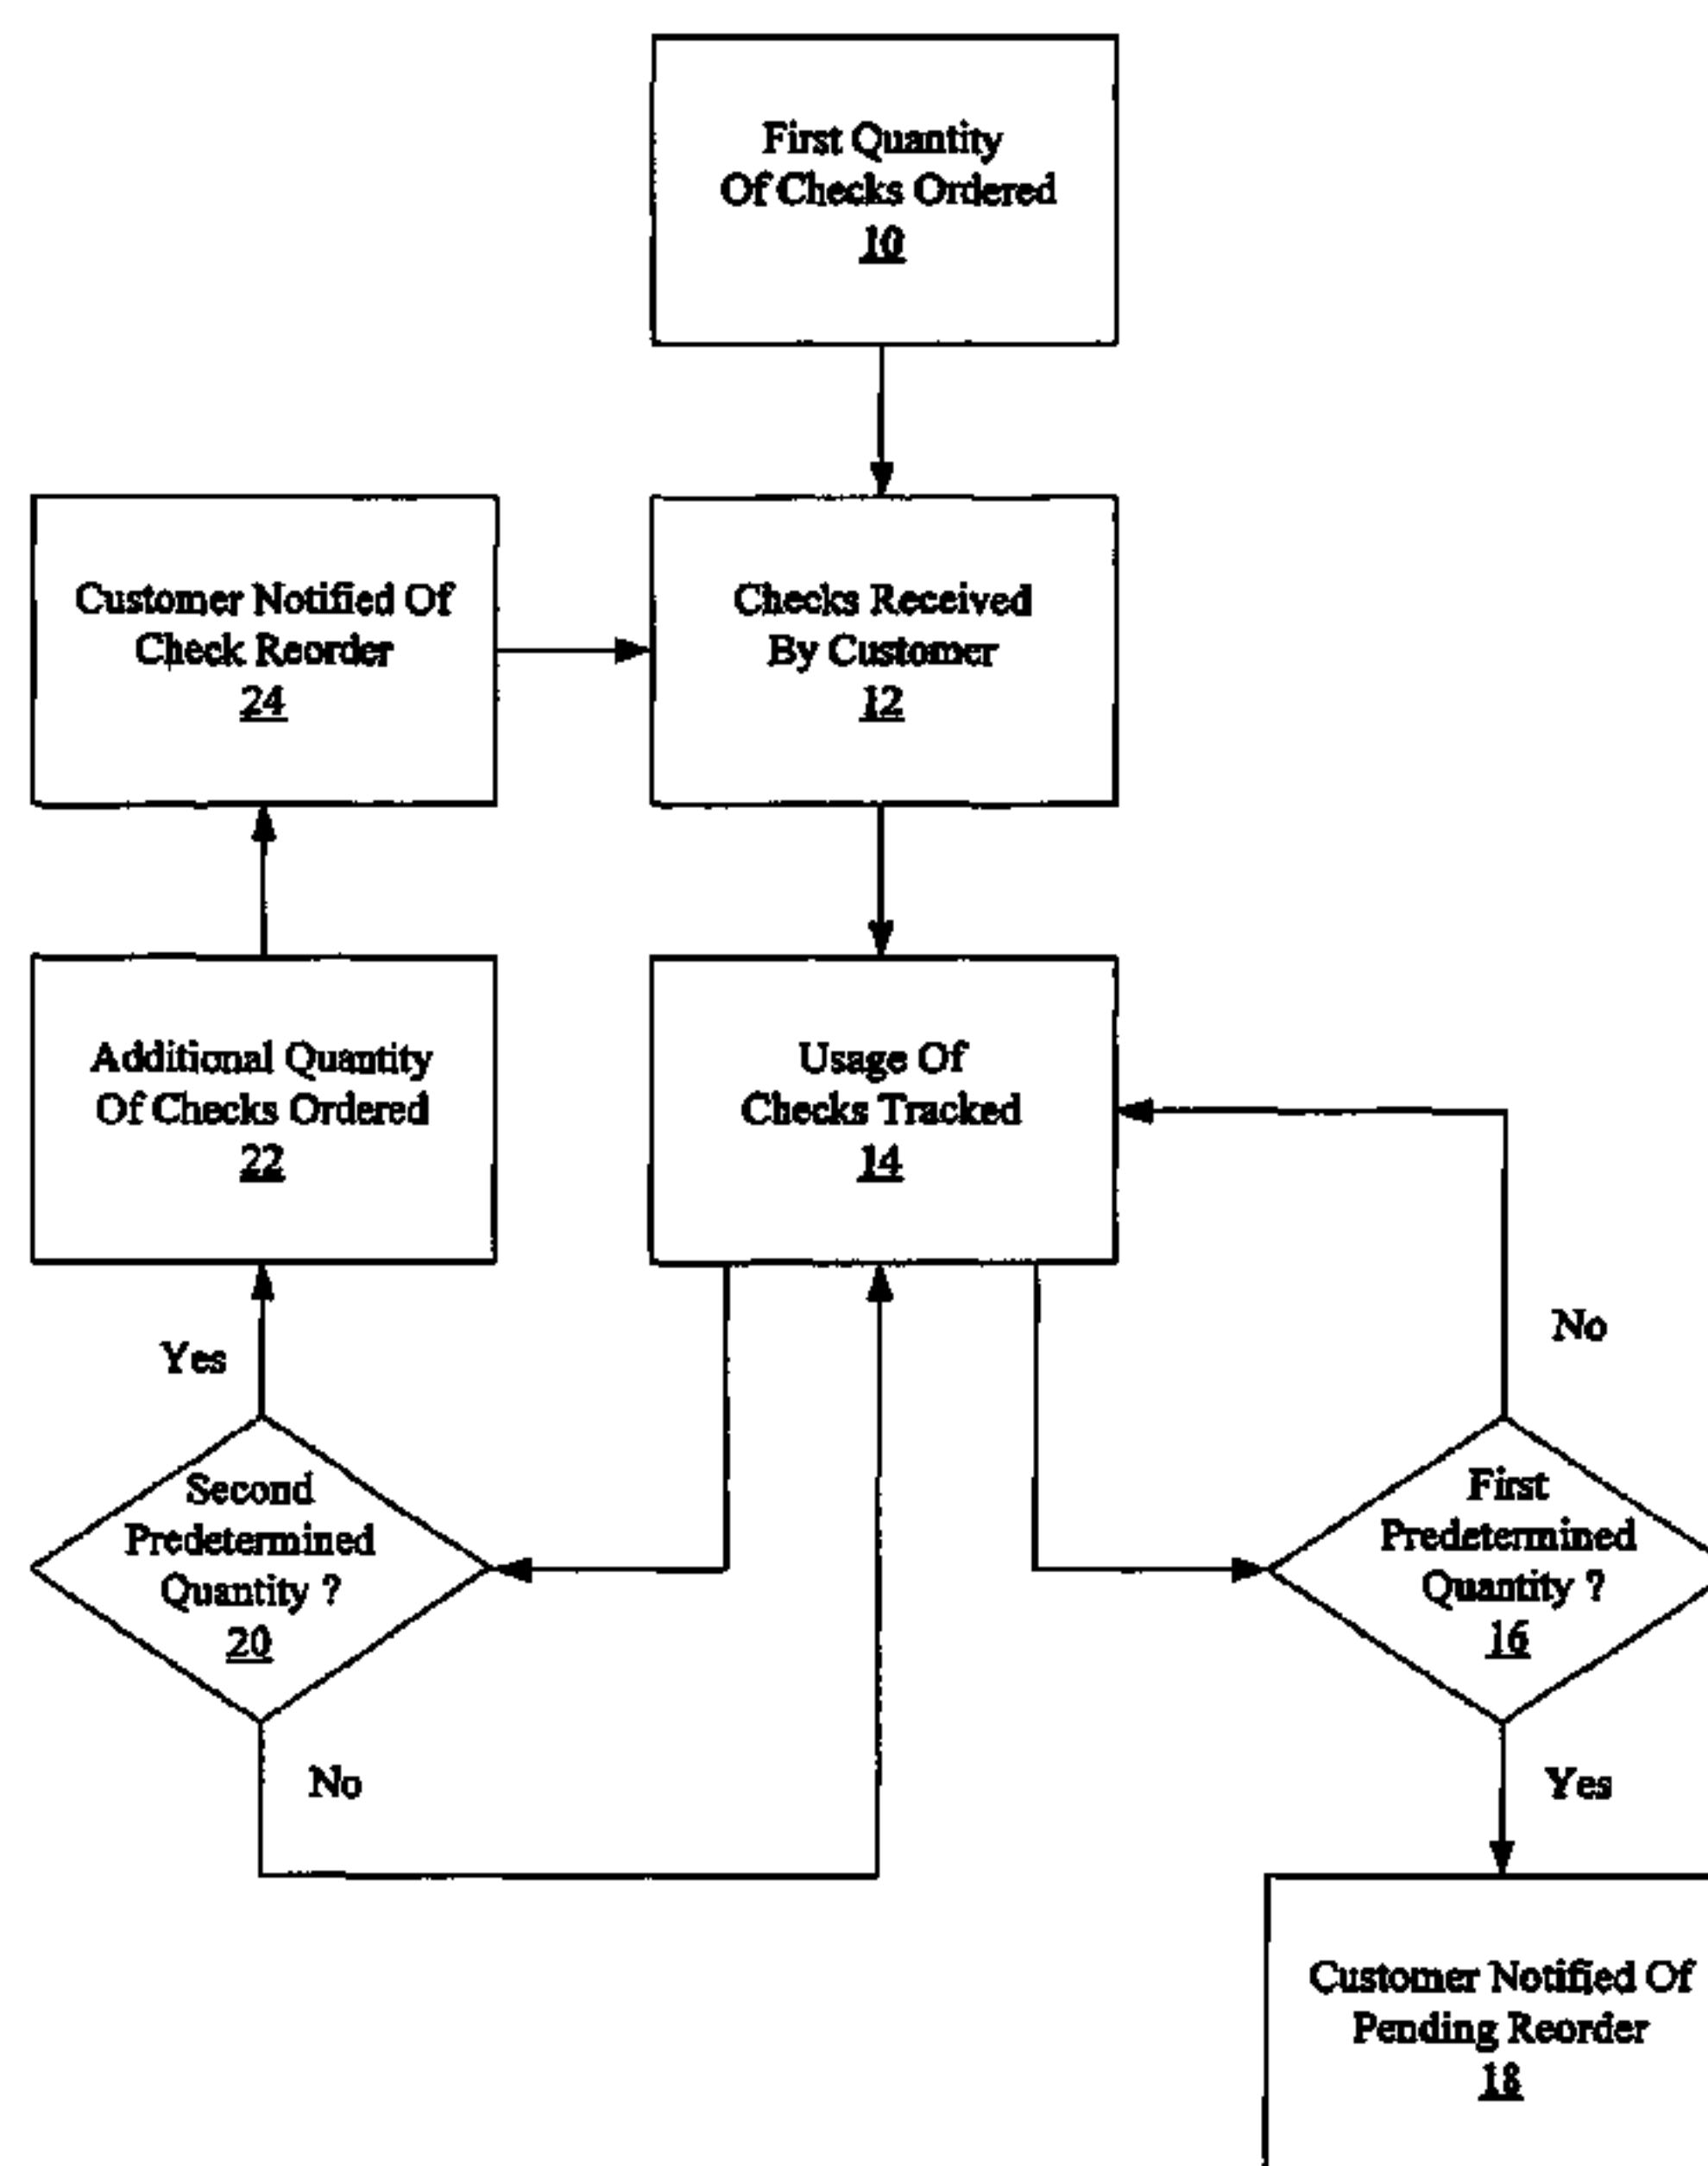 First Quantity
Of Checks Ordered
10
Customer Notified Of
Check Reorder
24
Checks Received
By Customer
12
Additional Quantity
Of Checks Ordered
22
Usage Of
Checks Tracked
14
Yes
No
Second
Predetermined
Quantity ?
20
First
Predetermined
Quantity ?
16
No
Yes
Customer Notified Of
Pending Reorder
18